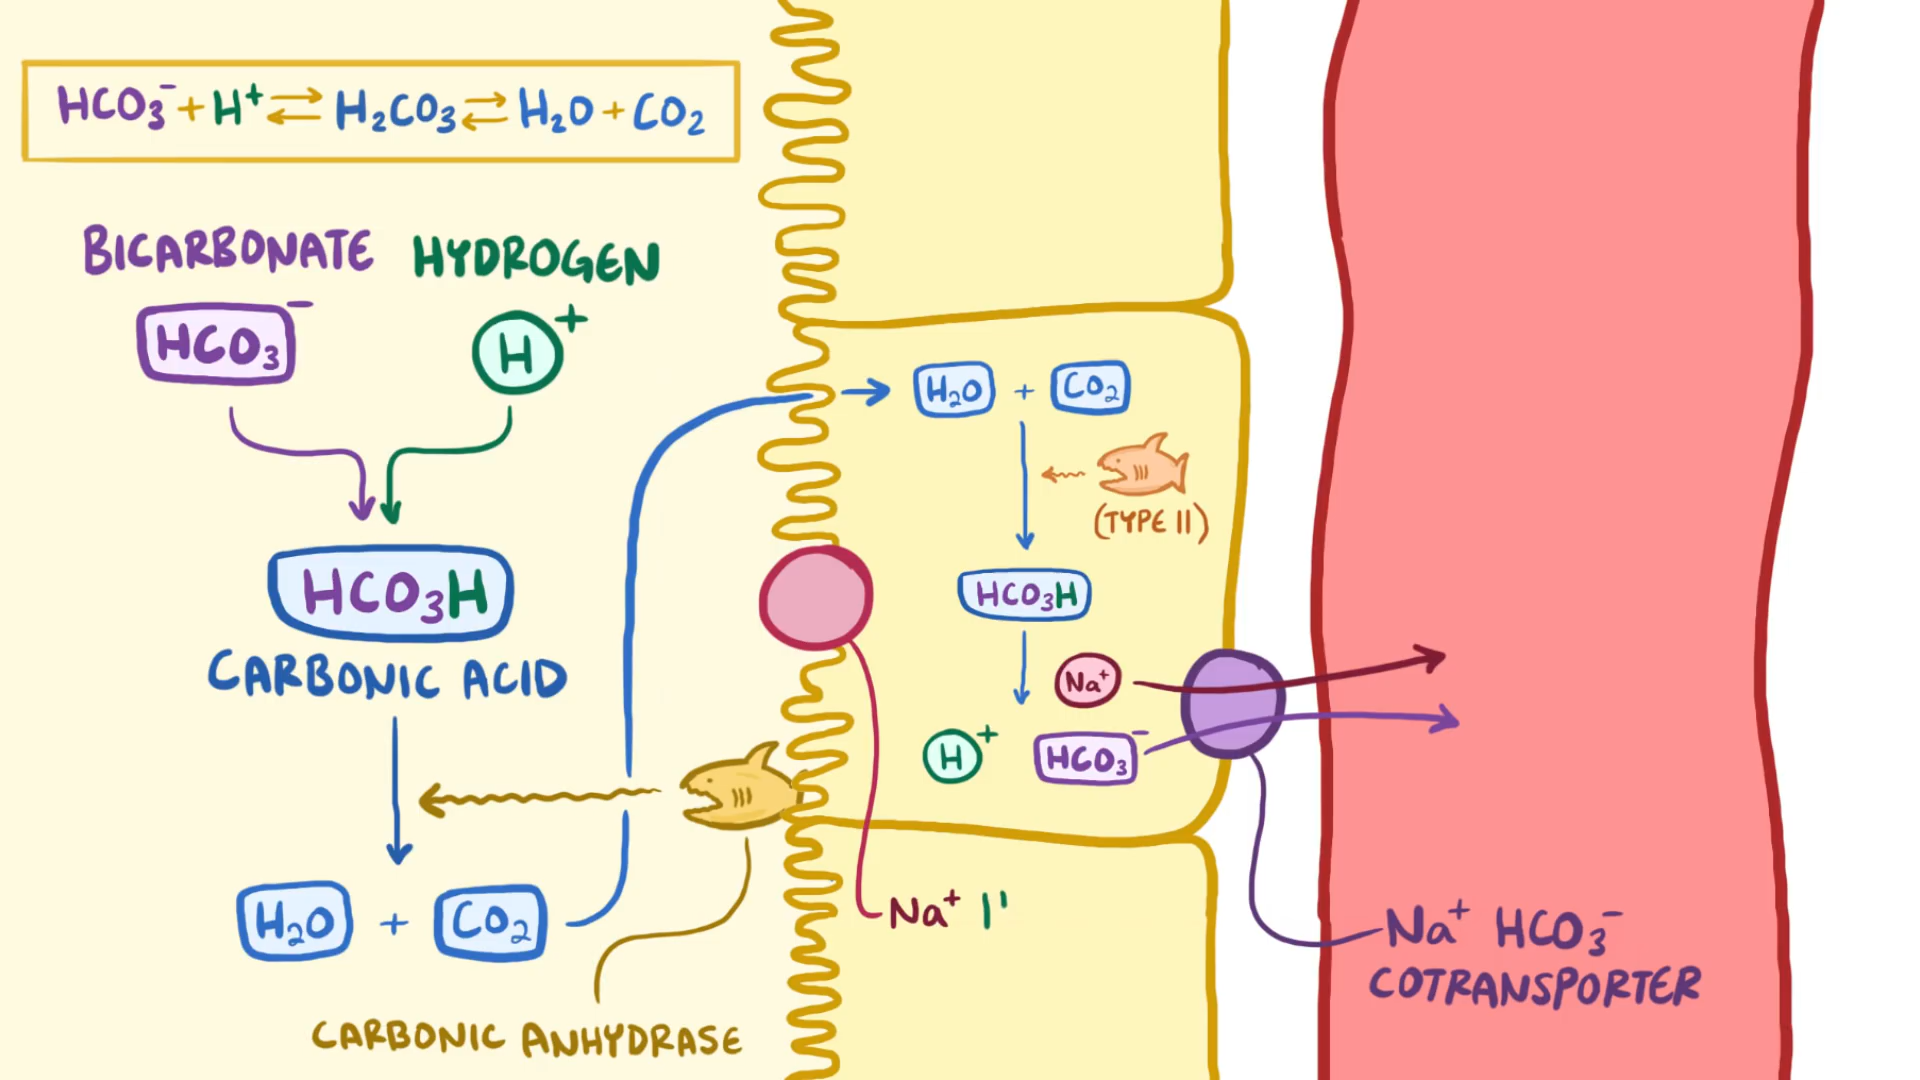 HCO₃⁻ + H⁺ ⇌ H₂CO₃ ⇌ H₂O + CO₂
BICARBONATE HYDROGEN
HCO₃⁻ H⁺
HCO₃H
CARBONIC ACID
H₂O + CO₂
CARBONIC ANHYDRASE
H₂O + CO₂
(TYPE II)
HCO₃H
Na⁺
H⁺ HCO₃⁻
Na⁺
Na⁺ HCO₃⁻
COTRANSPORTER